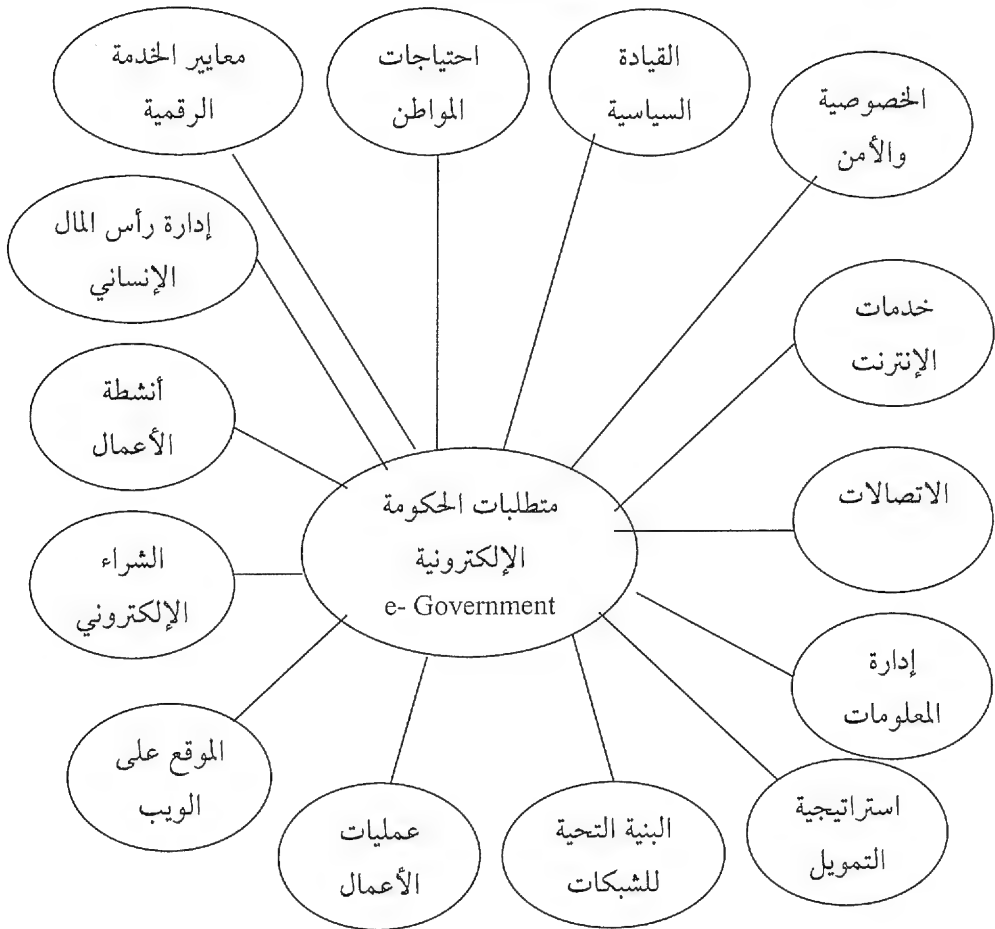 القيادة
السياسية
احتياجات
المواطن
معايير الخدمة
الرقمية
الخصوصية
والأمن
إدارة رأس المال
الإنساني
خدمات
الإنترنت
أنشطة
الأعمال
الاتصالات
متطلبات الحكومة
الإلكترونية
e- Government
الشراء
الإلكتروني
إدارة
المعلومات
الموقع على
الويب
استراتيجية
التمويل
البنية التحية
للشبكات
عمليات
الأعمال